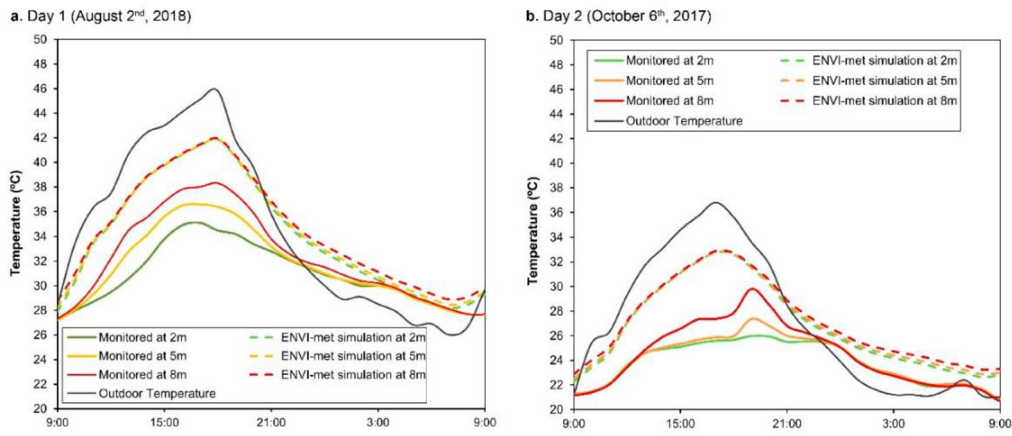 a. Day 1 (August 2nd, 2018)
50
48
46
44
42
40
38
36
34
32
30
28
26
24
22
20
Temperature (ºC)
Monitored at 2m
ENVI-met simulation at 2m
Monitored at 5m
ENVI-met simulation at 5m
Monitored at 8m
ENVI-met simulation at 8m
Outdoor Temperature
9:00 15:00 21:00 3:00 9:00
b. Day 2 (October 6th, 2017)
50
48
46
44
42
40
38
36
34
32
30
28
26
24
22
20
Temperature (ºC)
Monitored at 2m
ENVI-met simulation at 2m
Monitored at 5m
ENVI-met simulation at 5m
Monitored at 8m
ENVI-met simulation at 8m
Outdoor Temperature
9:00 15:00 21:00 3:00 9:00